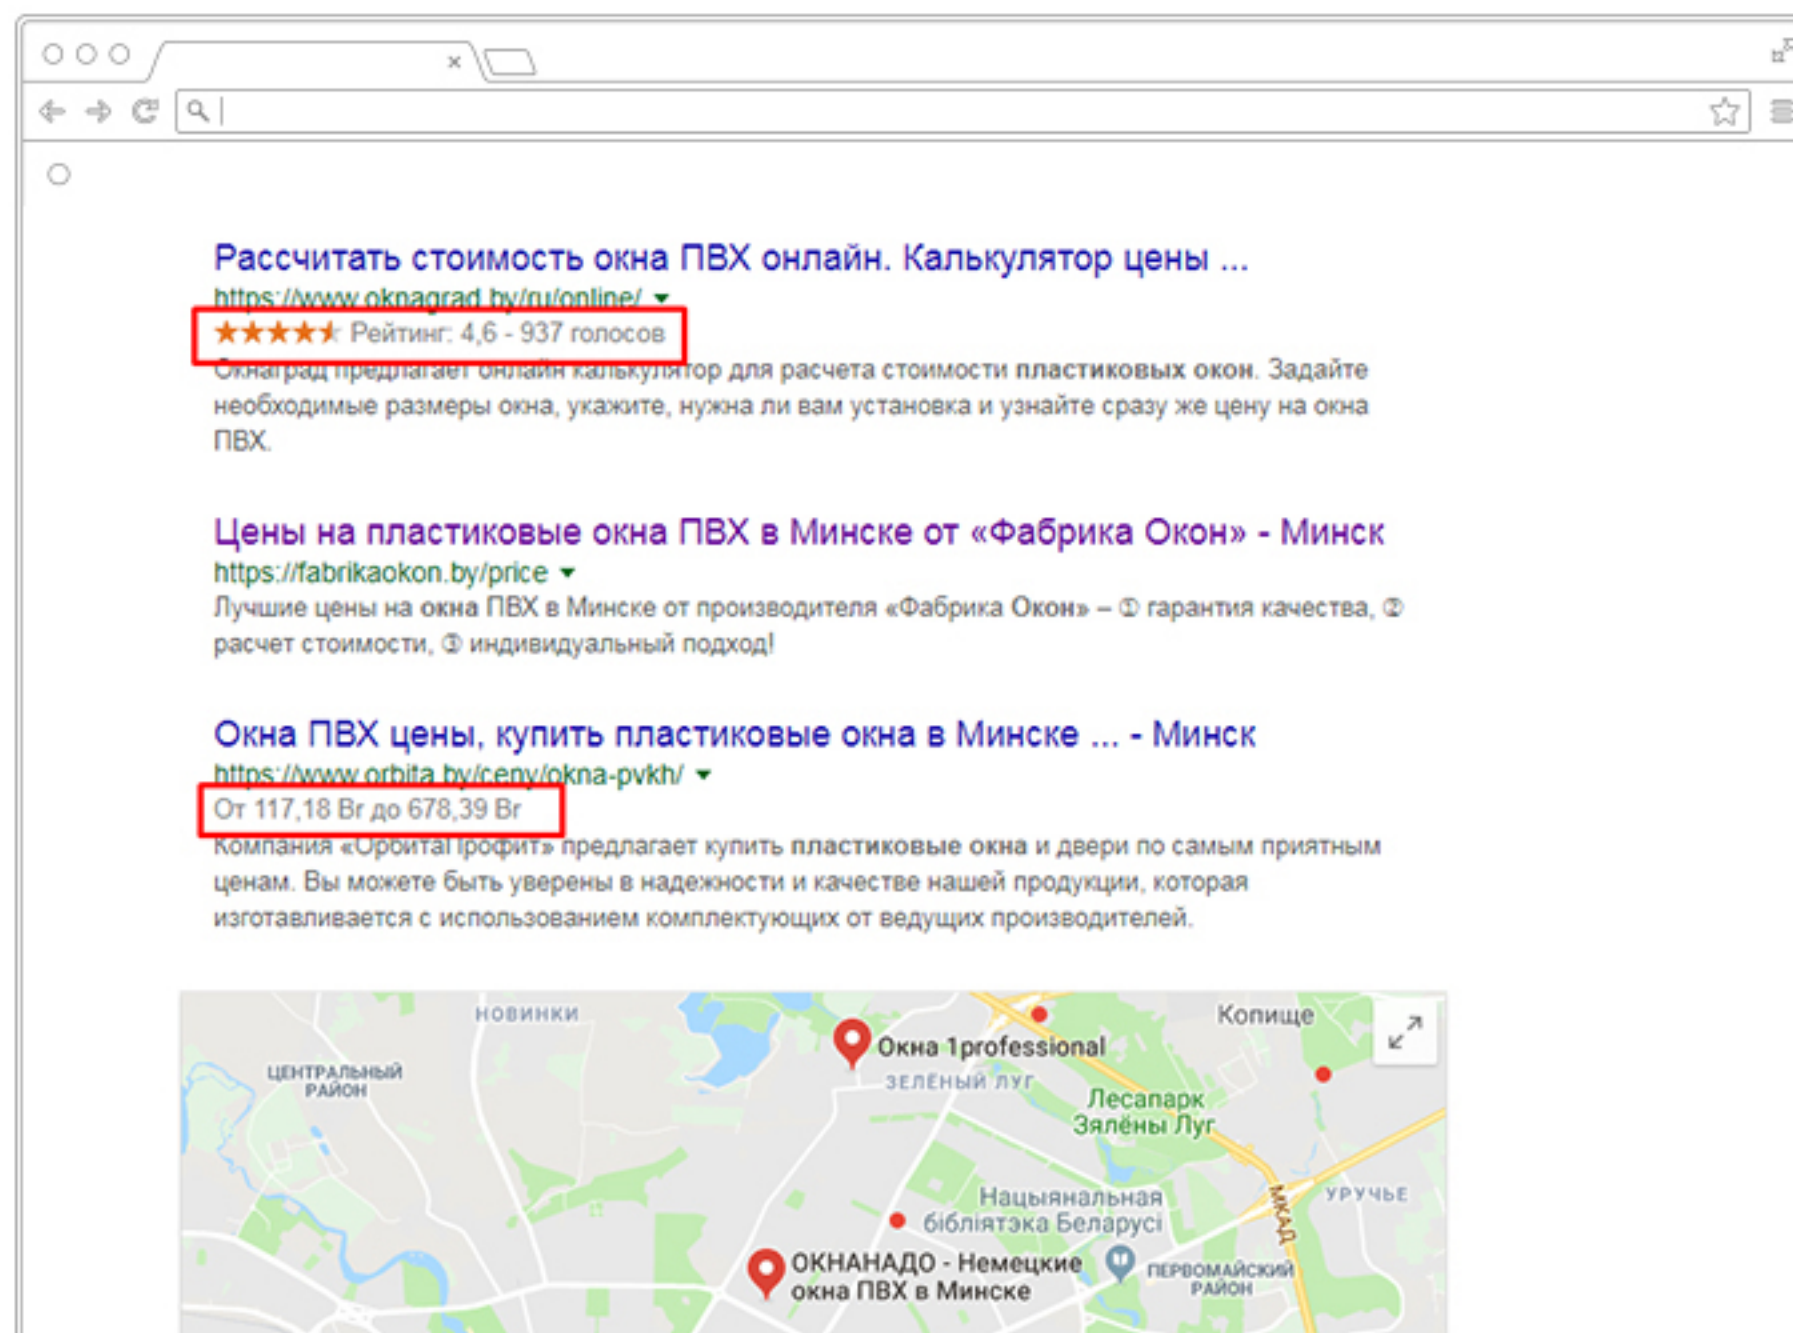 Рассчитать стоимость окна ПВХ онлайн. Калькулятор цены ...
https://www.oknagrad.by/ru/online/
Рейтинг: 4,6 - 937 голосов
Окнаград предлагает онлайн калькулятор для расчета стоимости пластиковых окон. Задайте
необходимые размеры окна, укажите, нужна ли вам установка и узнайте сразу же цену на окна
ПВХ.
Цены на пластиковые окна ПВХ в Минске от «Фабрика Окон» - Минск
https://fabrikaokon.by/price
Лучшие цены на окна ПВХ в Минске от производителя «Фабрика Окон» – ① гарантия качества, ②
расчет стоимости, ③ индивидуальный подход!
Окна ПВХ цены, купить пластиковые окна в Минске ... - Минск
https://www.orbita.by/ceny/okna-pvkh/
От 117,18 Br до 678,39 Br
Компания «ОрбитаПрофит» предлагает купить пластиковые окна и двери по самым приятным
ценам. Вы можете быть уверены в надежности и качестве нашей продукции, которая
изготавливается с использованием комплектующих от ведущих производителей.
НОВИНКИ
Копище
Окна 1professional
ЦЕНТРАЛЬНЫЙ
РАЙОН
ЗЕЛЁНЫЙ ЛУГ
Лесапарк
Зялёны Луг
Нацыянальная
бібліятэка Беларусі
МКАД
УРУЧЬЕ
ОКНАНАДО - Немецкие
окна ПВХ в Минске
ПЕРВОМАЙСКИЙ
РАЙОН